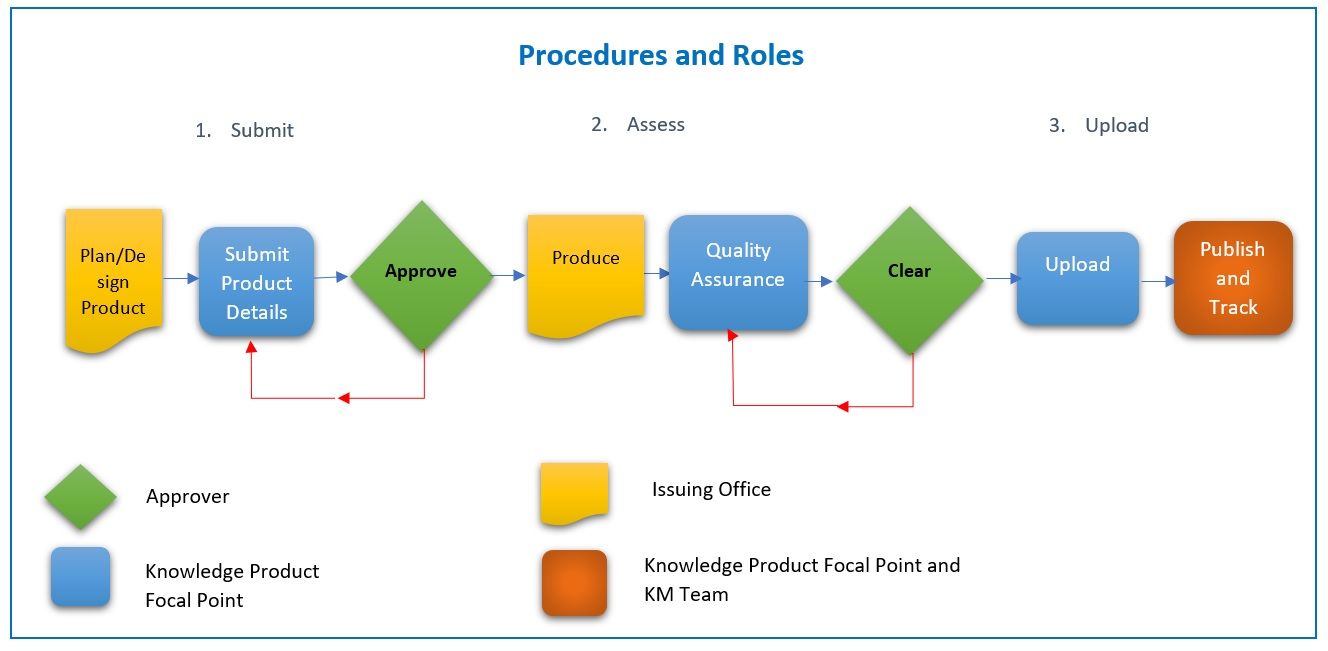 Procedures and Roles
1. Submit
2. Assess
3. Upload
Plan/De
sign
Product
Submit
Product
Details
Approve
Produce
Quality
Assurance
Clear
Upload
Publish
and
Track
Approver
Issuing Office
Knowledge Product
Focal Point
Knowledge Product Focal Point and
KM Team